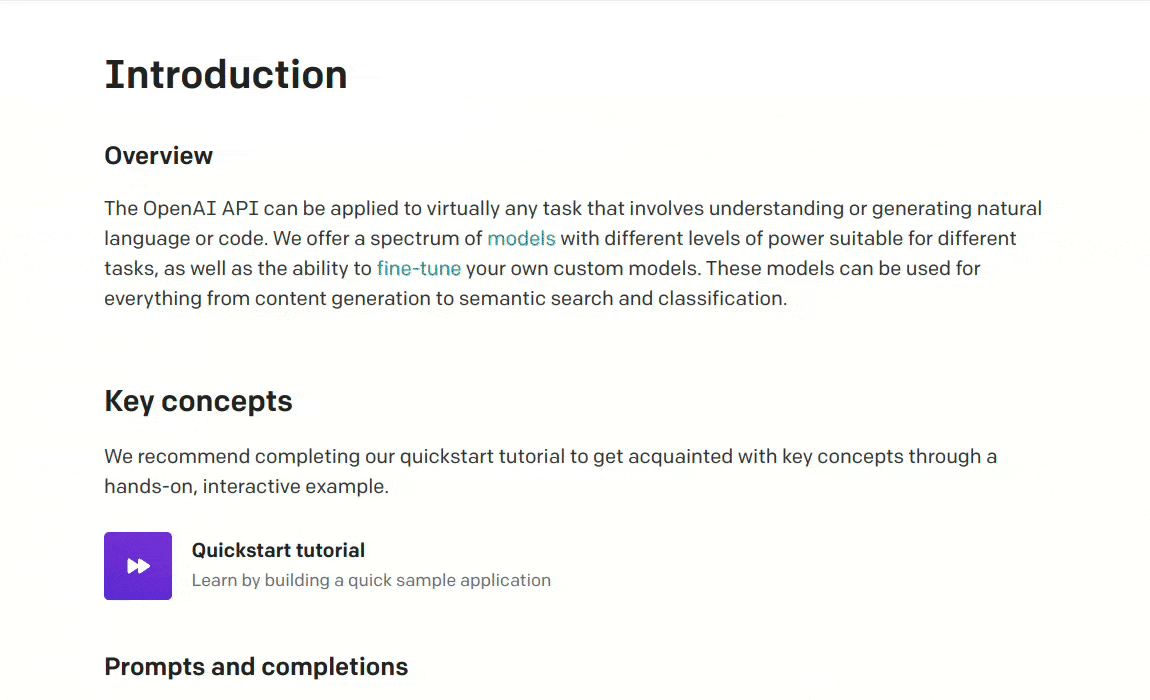 Introduction
Overview
The OpenAI API can be applied to virtually any task that involves understanding or generating natural
language or code. We offer a spectrum of models with different levels of power suitable for different
tasks, as well as the ability to fine-tune your own custom models. These models can be used for
everything from content generation to semantic search and classification.
Key concepts
We recommend completing our quickstart tutorial to get acquainted with key concepts through a
hands-on, interactive example.
Quickstart tutorial
Learn by building a quick sample application
Prompts and completions